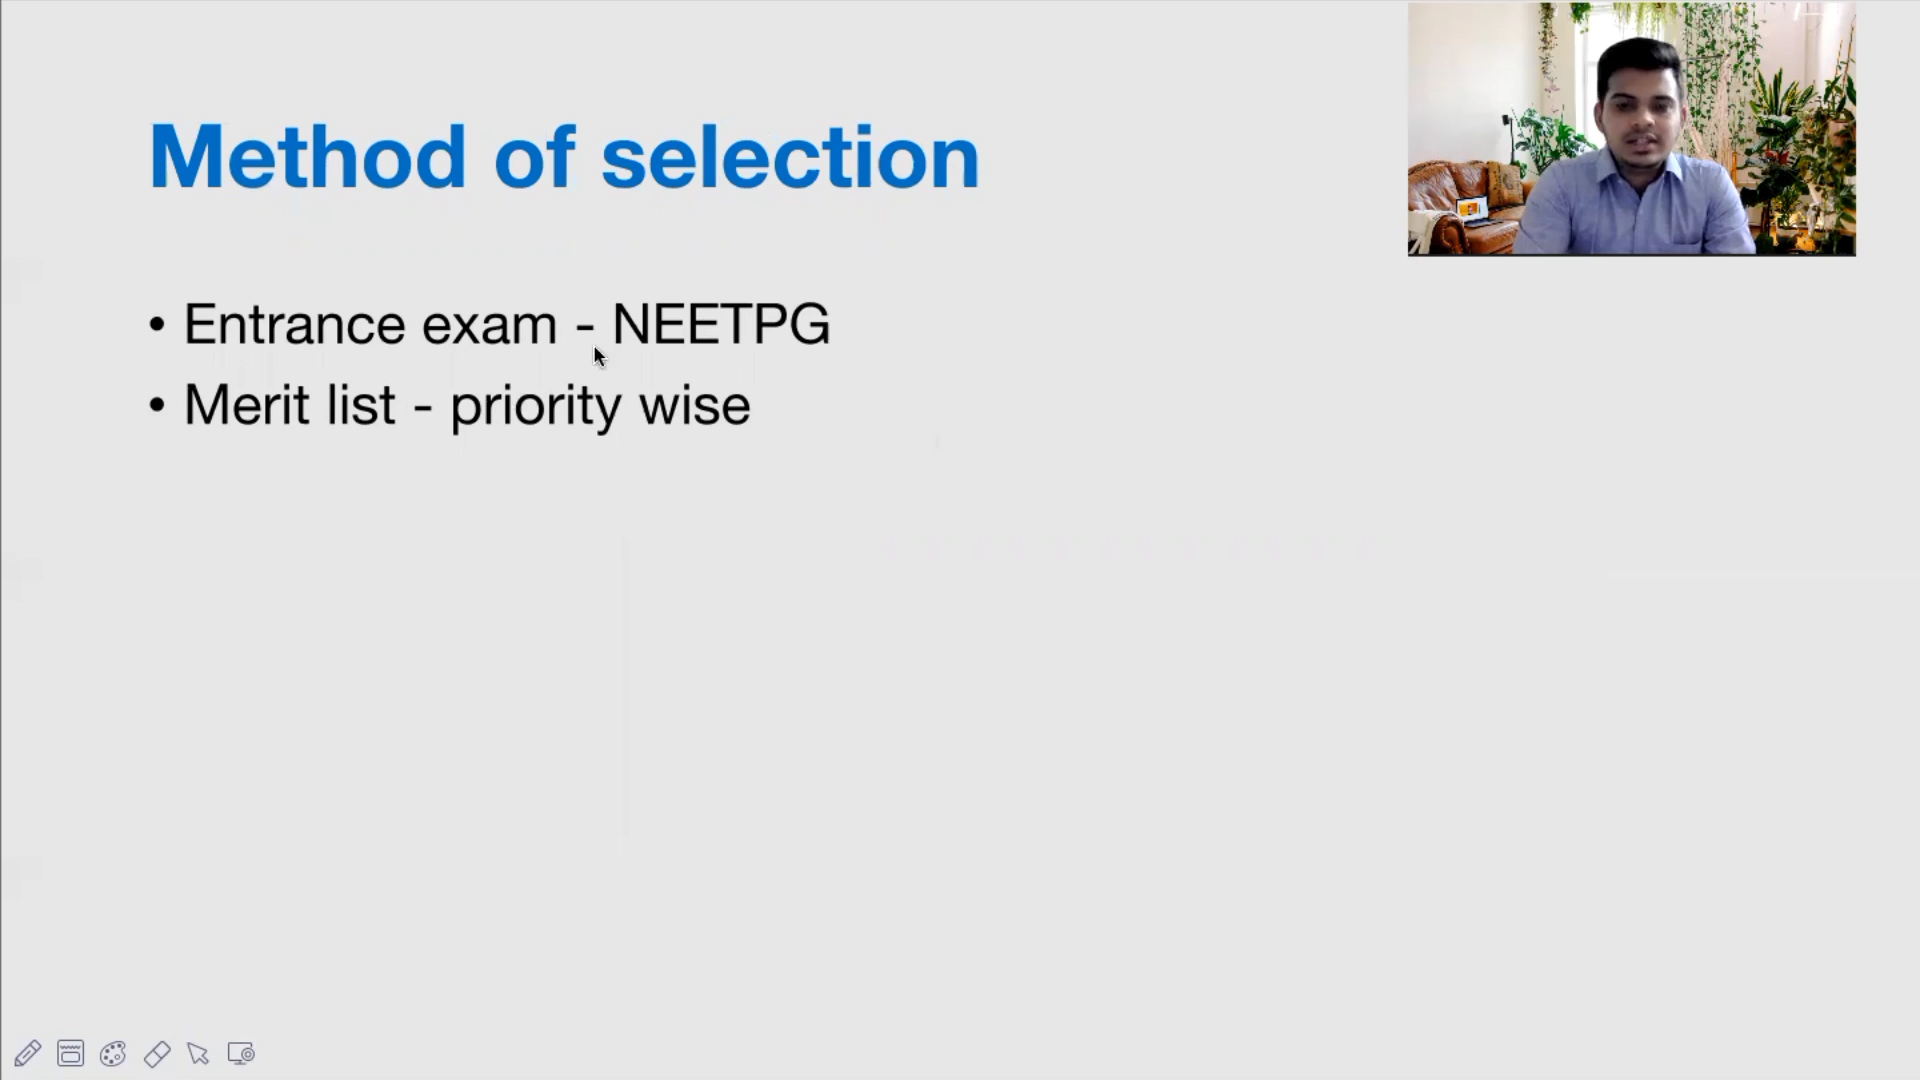 Method of selection
• Entrance exam - NEETPG
• Merit list - priority wise